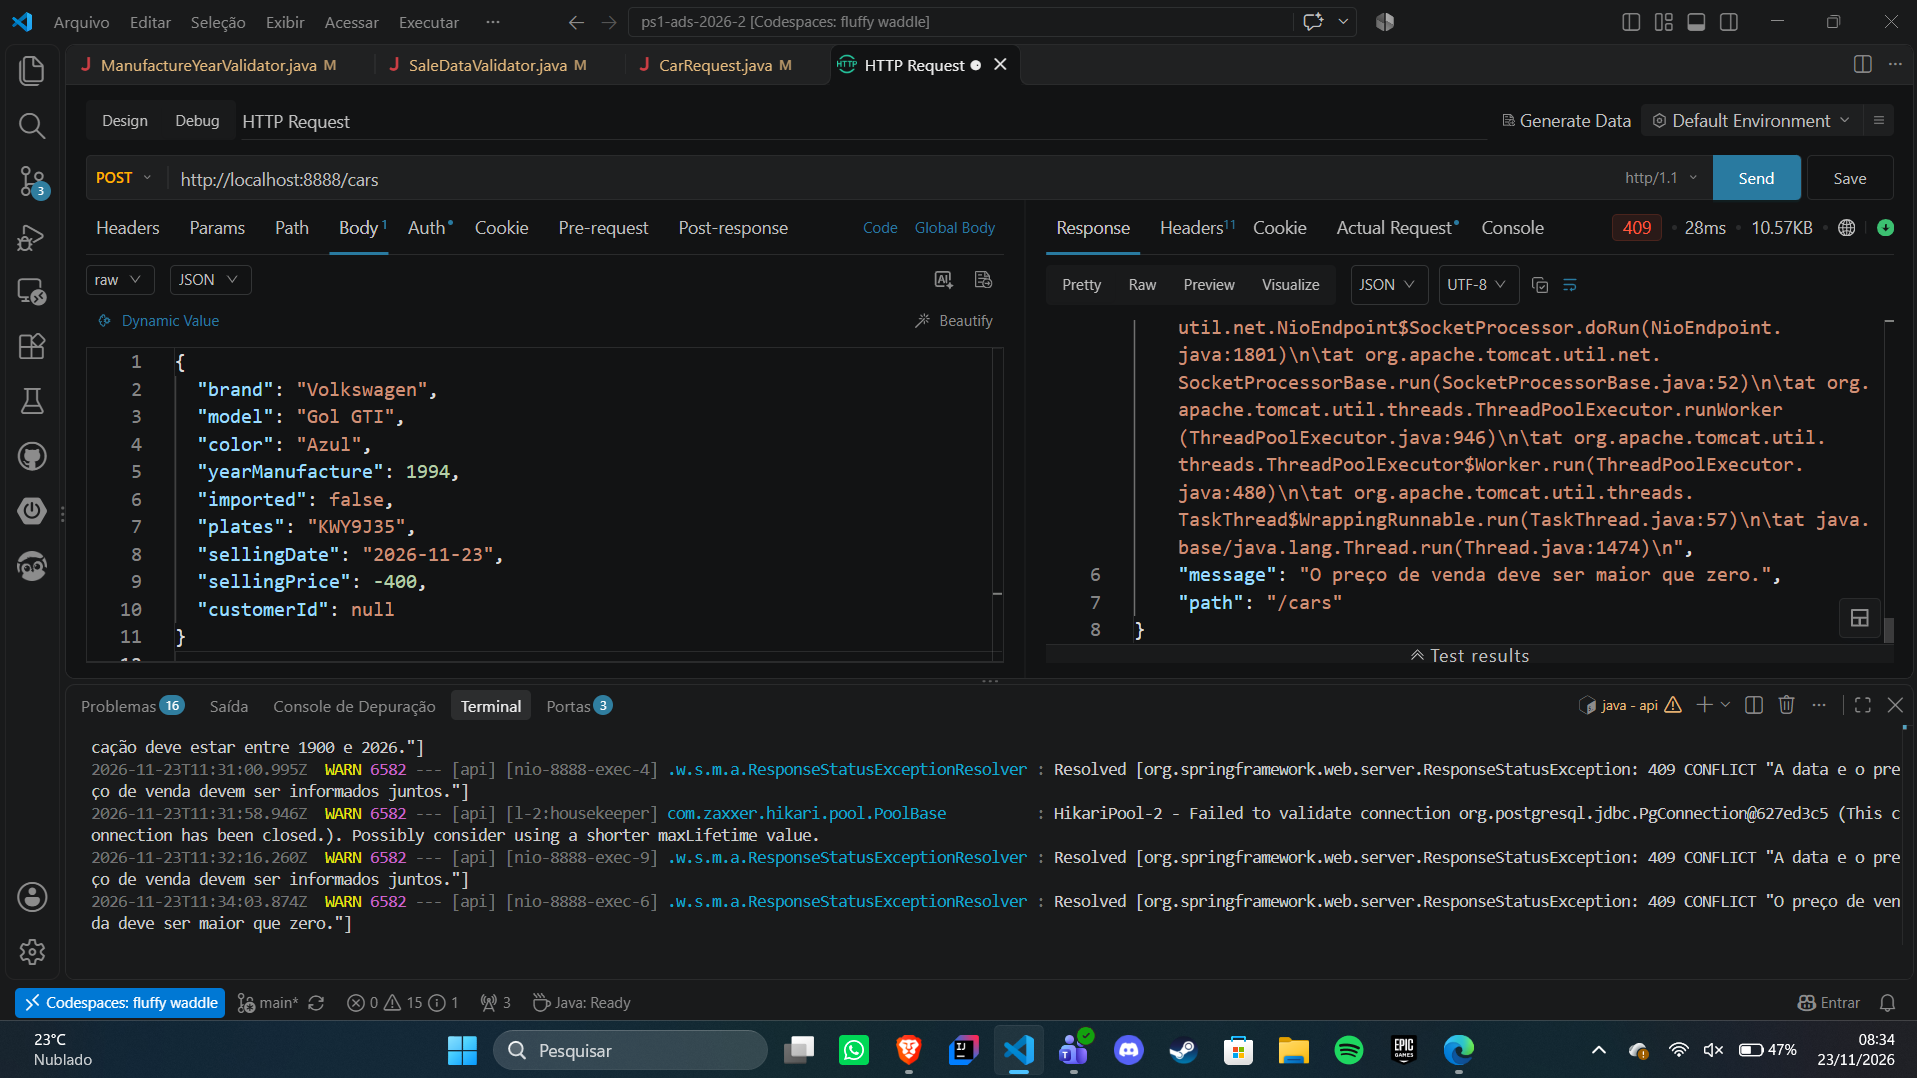 Arquivo Editar Seleção Exibir Acessar Executar ··· ps1-ads-2026-2 [Codespaces: fluffy waddle]
J ManufactureYearValidator.java M J SaleDataValidator.java M J CarRequest.java M HTTP HTTP Request
Design Debug HTTP Request Generate Data Default Environment
POST http://localhost:8888/cars http/1.1 Send Save
Headers Params Path Body 1 Auth Cookie Pre-request Post-response Code Global Body
raw JSON
Dynamic Value Beautify
1 {
2 "brand": "Volkswagen",
3 "model": "Gol GTI",
4 "color": "Azul",
5 "yearManufacture": 1994,
6 "imported": false,
7 "plates": "KWY9J35",
8 "sellingDate": "2026-11-23",
9 "sellingPrice": -400,
10 "customerId": null
11 }
12
Response Headers 11 Cookie Actual Request Console 409 28ms 10.57KB
Pretty Raw Preview Visualize JSON UTF-8
util.net.NioEndpoint$SocketProcessor.doRun(NioEndpoint.
java:1801)\n\tat org.apache.tomcat.util.net.
SocketProcessorBase.run(SocketProcessorBase.java:52)\n\tat org.
apache.tomcat.util.threads.ThreadPoolExecutor.runWorker
(ThreadPoolExecutor.java:946)\n\tat org.apache.tomcat.util.
threads.ThreadPoolExecutor$Worker.run(ThreadPoolExecutor.
java:480)\n\tat org.apache.tomcat.util.threads.
TaskThread$WrappingRunnable.run(TaskThread.java:57)\n\tat java.
base/java.lang.Thread.run(Thread.java:1474)\n",
6 "message": "O preço de venda deve ser maior que zero.",
7 "path": "/cars"
8 }
Test results
Problemas 16 Saída Console de Depuração Terminal Portas 3 java - api
cação deve estar entre 1900 e 2026."]
2026-11-23T11:31:00.995Z WARN 6582 --- [api] [nio-8888-exec-4] .w.s.m.a.ResponseStatusExceptionResolver : Resolved [org.springframework.web.server.ResponseStatusException: 409 CONFLICT "A data e o pre
ço de venda devem ser informados juntos."]
2026-11-23T11:31:58.946Z WARN 6582 --- [api] [l-2:housekeeper] com.zaxxer.hikari.pool.PoolBase : HikariPool-2 - Failed to validate connection org.postgresql.jdbc.PgConnection@627ed3c5 (This c
onnection has been closed.). Possibly consider using a shorter maxLifetime value.
2026-11-23T11:32:16.260Z WARN 6582 --- [api] [nio-8888-exec-9] .w.s.m.a.ResponseStatusExceptionResolver : Resolved [org.springframework.web.server.ResponseStatusException: 409 CONFLICT "A data e o pre
ço de venda devem ser informados juntos."]
2026-11-23T11:34:03.874Z WARN 6582 --- [api] [nio-8888-exec-6] .w.s.m.a.ResponseStatusExceptionResolver : Resolved [org.springframework.web.server.ResponseStatusException: 409 CONFLICT "O preço de ven
da deve ser maior que zero."]
3
Codespaces: fluffy waddle main* 0 15 1 3 Java: Ready Entrar
23°C
Nublado
Pesquisar
IJ
EPIC GAMES
47%
08:34
23/11/2026